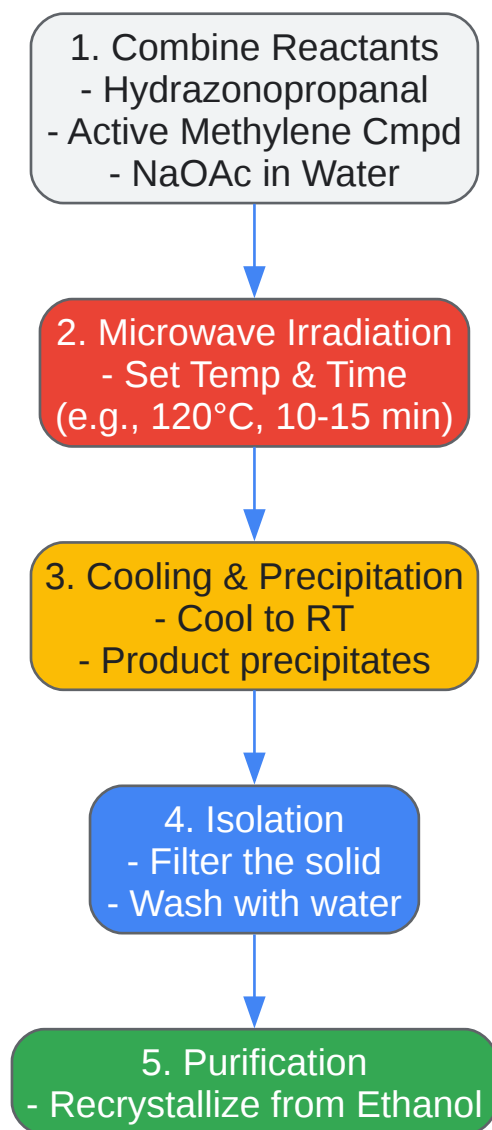 1. Combine Reactants
- Hydrazonopropanal
- Active Methylene Cmpd
- NaOAc in Water
2. Microwave Irradiation
- Set Temp & Time
(e.g., 120°C, 10-15 min)
3. Cooling & Precipitation
- Cool to RT
- Product precipitates
4. Isolation
- Filter the solid
- Wash with water
5. Purification
- Recrystallize from Ethanol